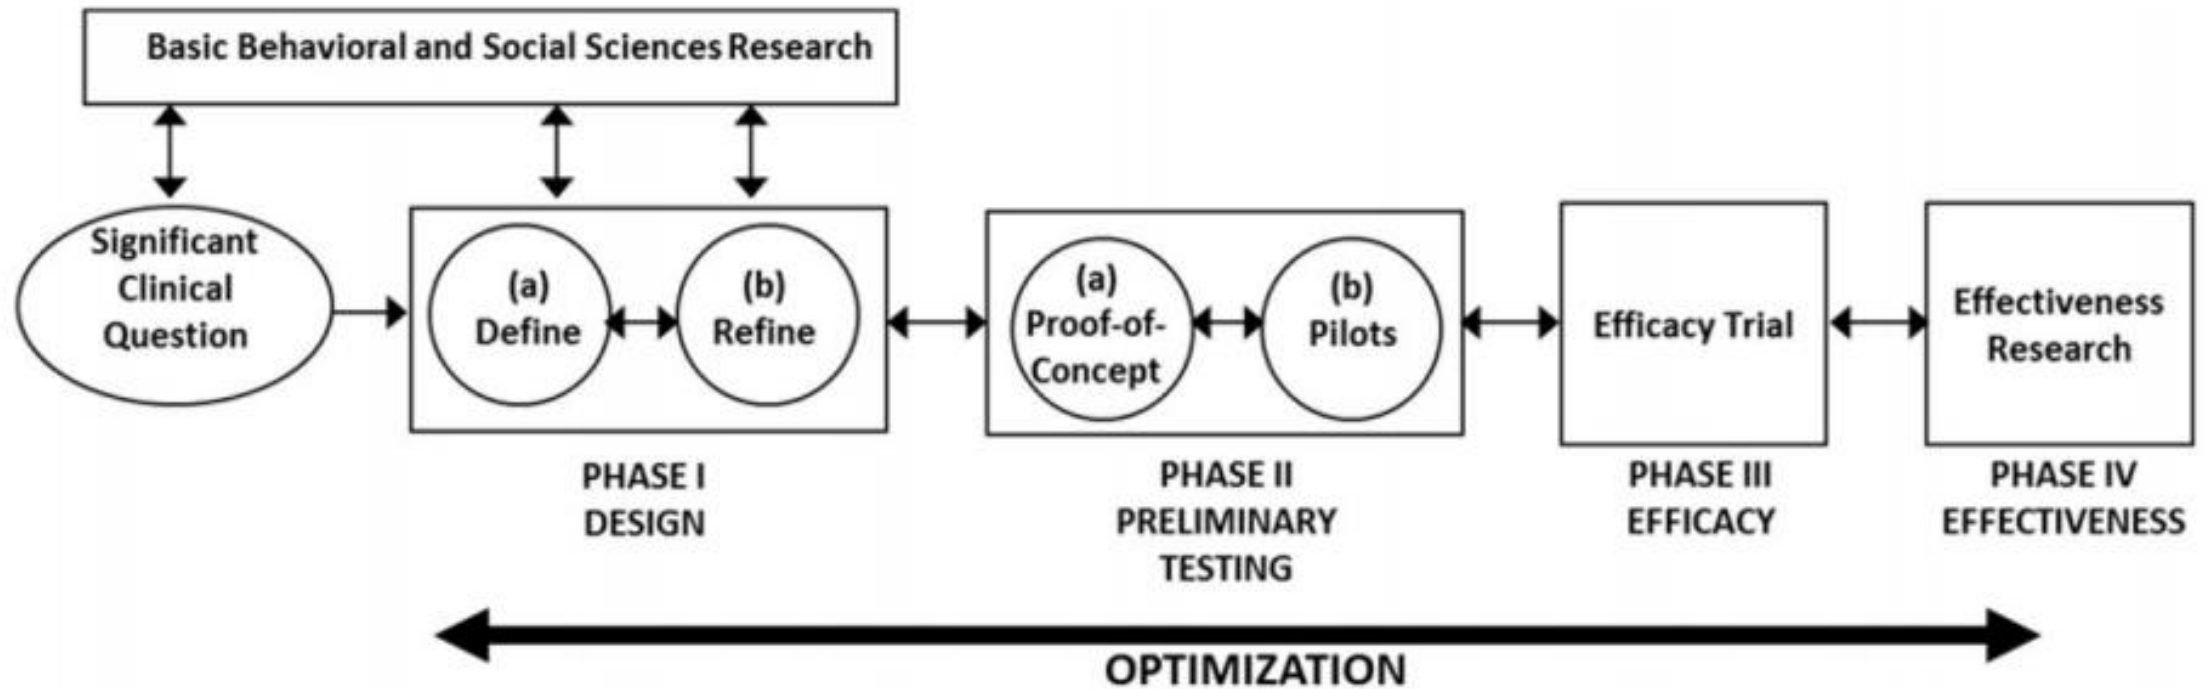 Basic Behavioral and Social Sciences Research
Significant
Clinical
Question
(a)
Define
(b)
Refine
(a)
Proof-of-
Concept
(b)
Pilots
Efficacy Trial
Effectiveness
Research
PHASE I
DESIGN
PHASE II
PRELIMINARY
TESTING
PHASE III
EFFICACY
PHASE IV
EFFECTIVENESS
OPTIMIZATION